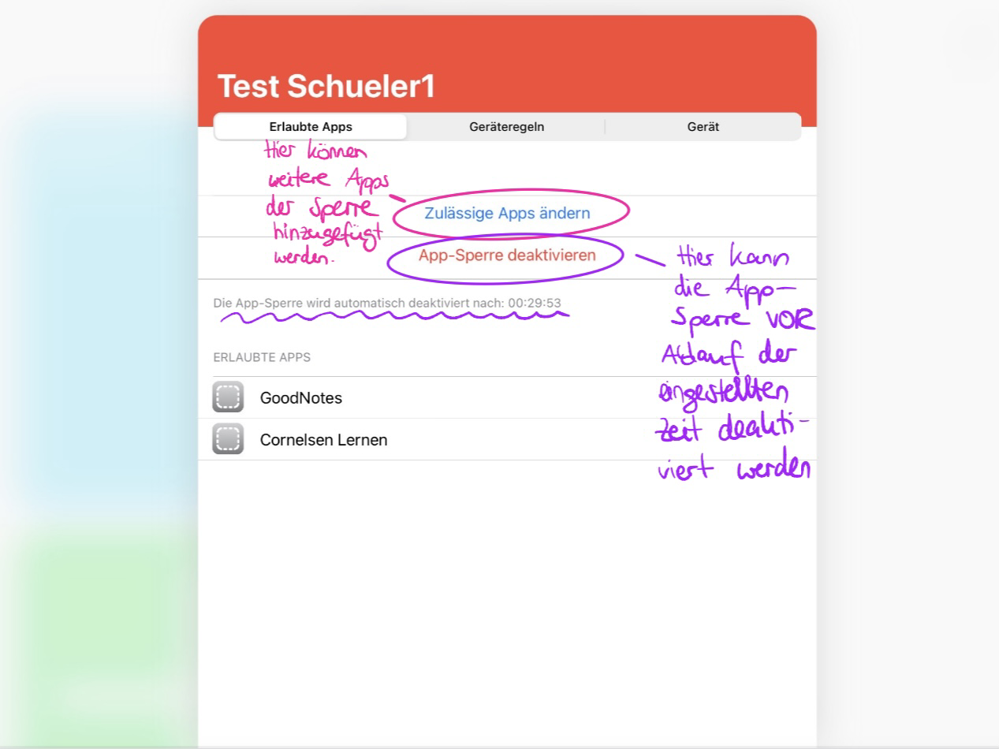 Test Schueler1
Erlaubte Apps
Geräteregeln
Gerät
Hier können
weitere Apps
der Sperre
hinzugefügt
werden.
Zulässige Apps ändern
App-Sperre deaktivieren
Hier kann
die App-
Sperre VOR
Ablauf der
eingestellten
Zeit deakti-
viert werden
Die App-Sperre wird automatisch deaktiviert nach: 00:29:53
ERLAUBTE APPS
GoodNotes
Cornelsen Lernen